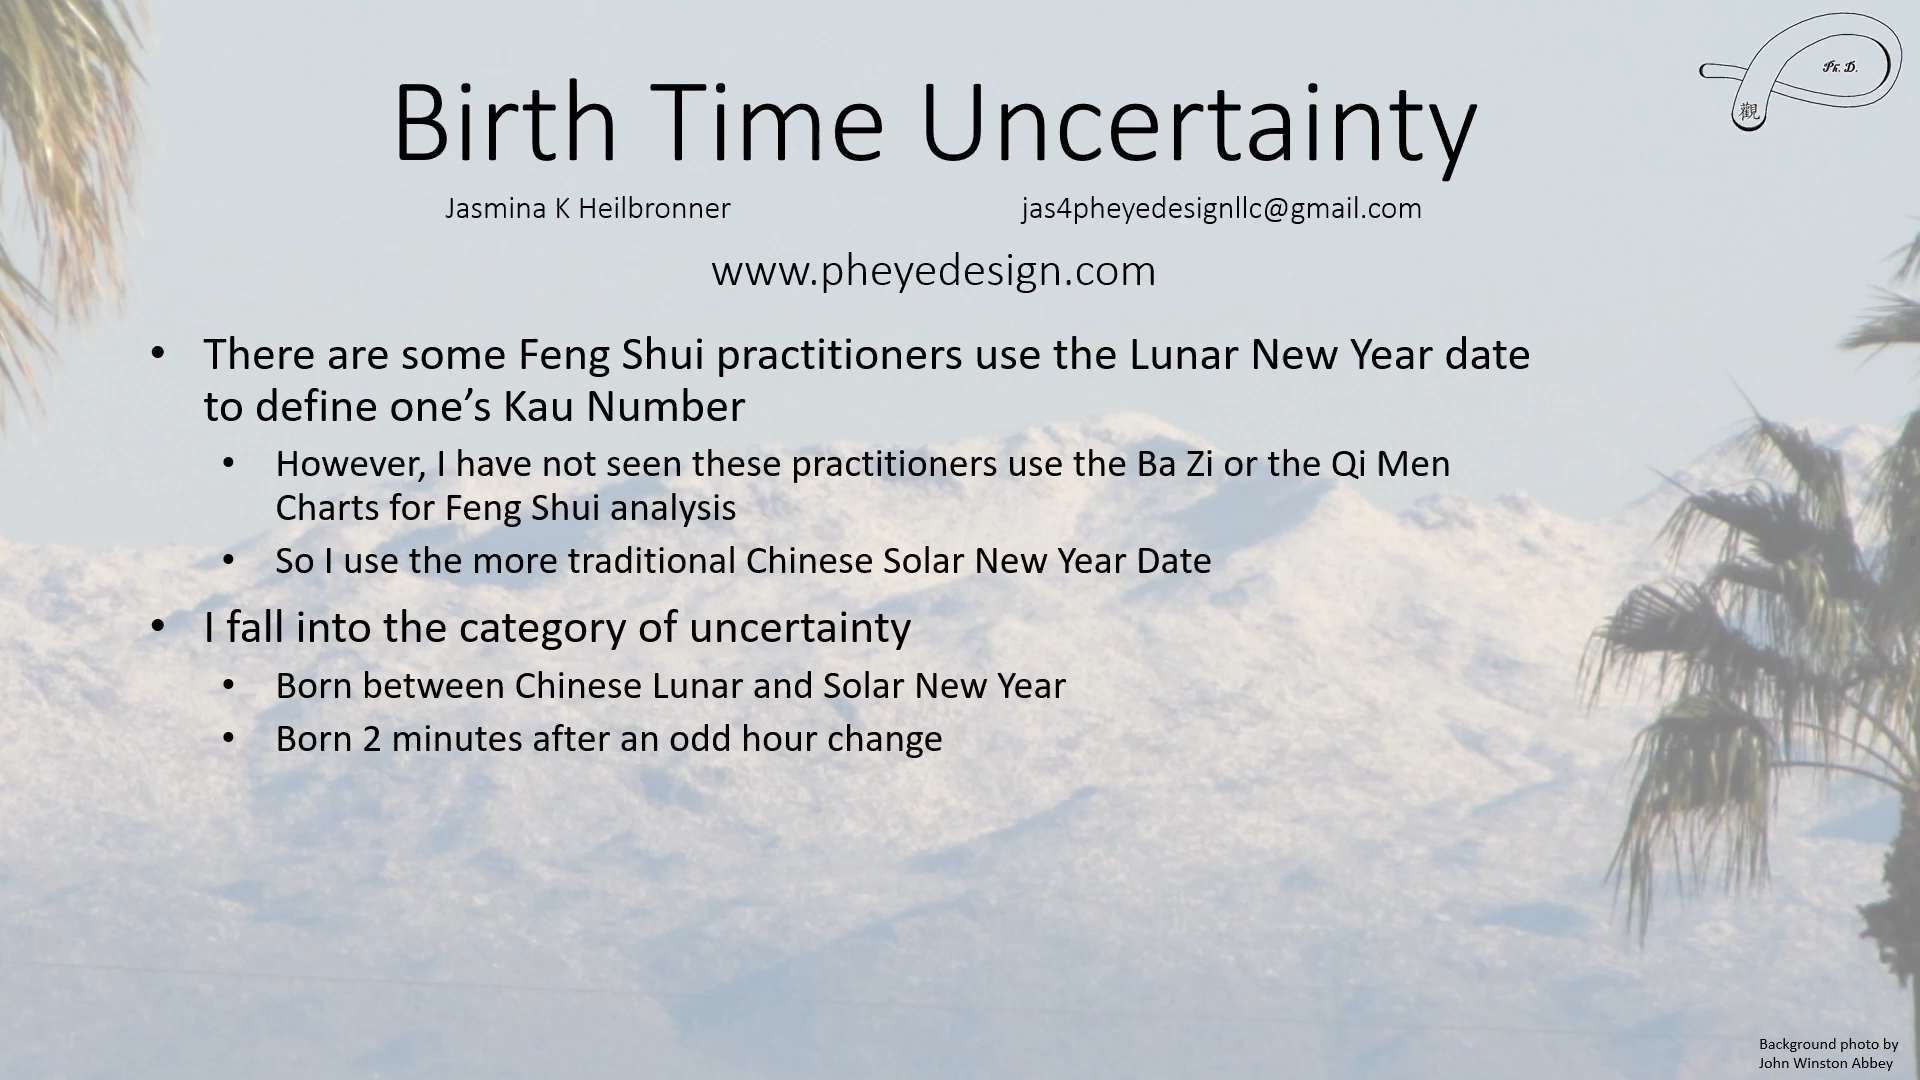 Ph. D.
觀
Birth Time Uncertainty
Jasmina K Heilbronner jas4pheyedesignllc@gmail.com
www.pheyedesign.com
• There are some Feng Shui practitioners use the Lunar New Year date
to define one’s Kau Number
• However, I have not seen these practitioners use the Ba Zi or the Qi Men
Charts for Feng Shui analysis
• So I use the more traditional Chinese Solar New Year Date
• I fall into the category of uncertainty
• Born between Chinese Lunar and Solar New Year
• Born 2 minutes after an odd hour change
Background photo by
John Winston Abbey